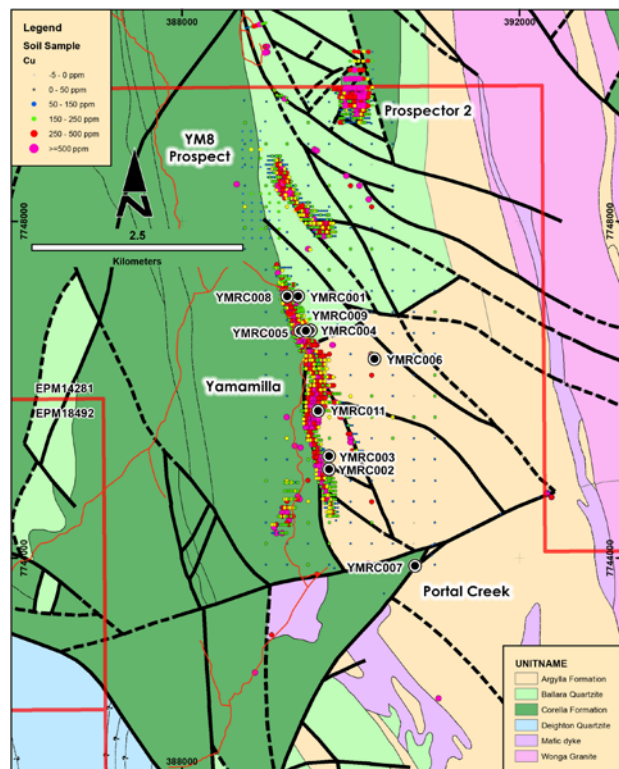 388000
392000
Legend
Soil Sample
Cu
-5 - 0 ppm
0 - 50 ppm
50 - 150 ppm
150 - 250 ppm
250 - 500 ppm
>=500 ppm
Prospector 2
YM8
Prospect
N
7748000
7748000
2.5
Kilometers
YMRC008
YMRC001
YMRC009
YMRC005
YMRC004
YMRC006
Yamamilla
EPM14281
EPM18492
YMRC011
YMRC003
YMRC002
7744000
7744000
YMRC007
Portal Creek
UNITNAME
Argylla Formation
Ballara Quartzite
Corella Formation
Deighton Quartzite
Mafic dyke
Wonga Granite
388000